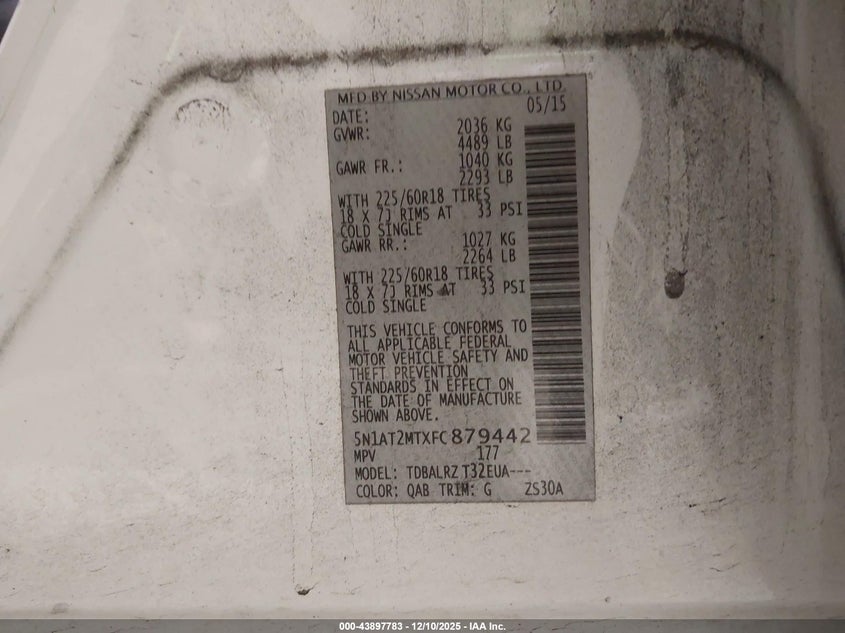 MFD BY NISSAN MOTOR CO., LTD.
DATE: 05/15
GVWR: 2036 KG
4489 LB
GAWR FR.: 1040 KG
2293 LB
WITH 225/60R18 TIRES
18 X 7J RIMS AT 33 PSI
COLD SINGLE
GAWR RR.: 1027 KG
2264 LB
WITH 225/60R18 TIRES
18 X 7J RIMS AT 33 PSI
COLD SINGLE
THIS VEHICLE CONFORMS TO
ALL APPLICABLE FEDERAL
MOTOR VEHICLE SAFETY AND
THEFT PREVENTION
STANDARDS IN EFFECT ON
THE DATE OF MANUFACTURE
SHOWN ABOVE.
5N1AT2MTXFC879442
MPV 177
MODEL: TDBALRZ T32EUA---
COLOR: QAB TRIM: G ZS30A
000-43897783 - 12/10/2025 - IAA Inc.